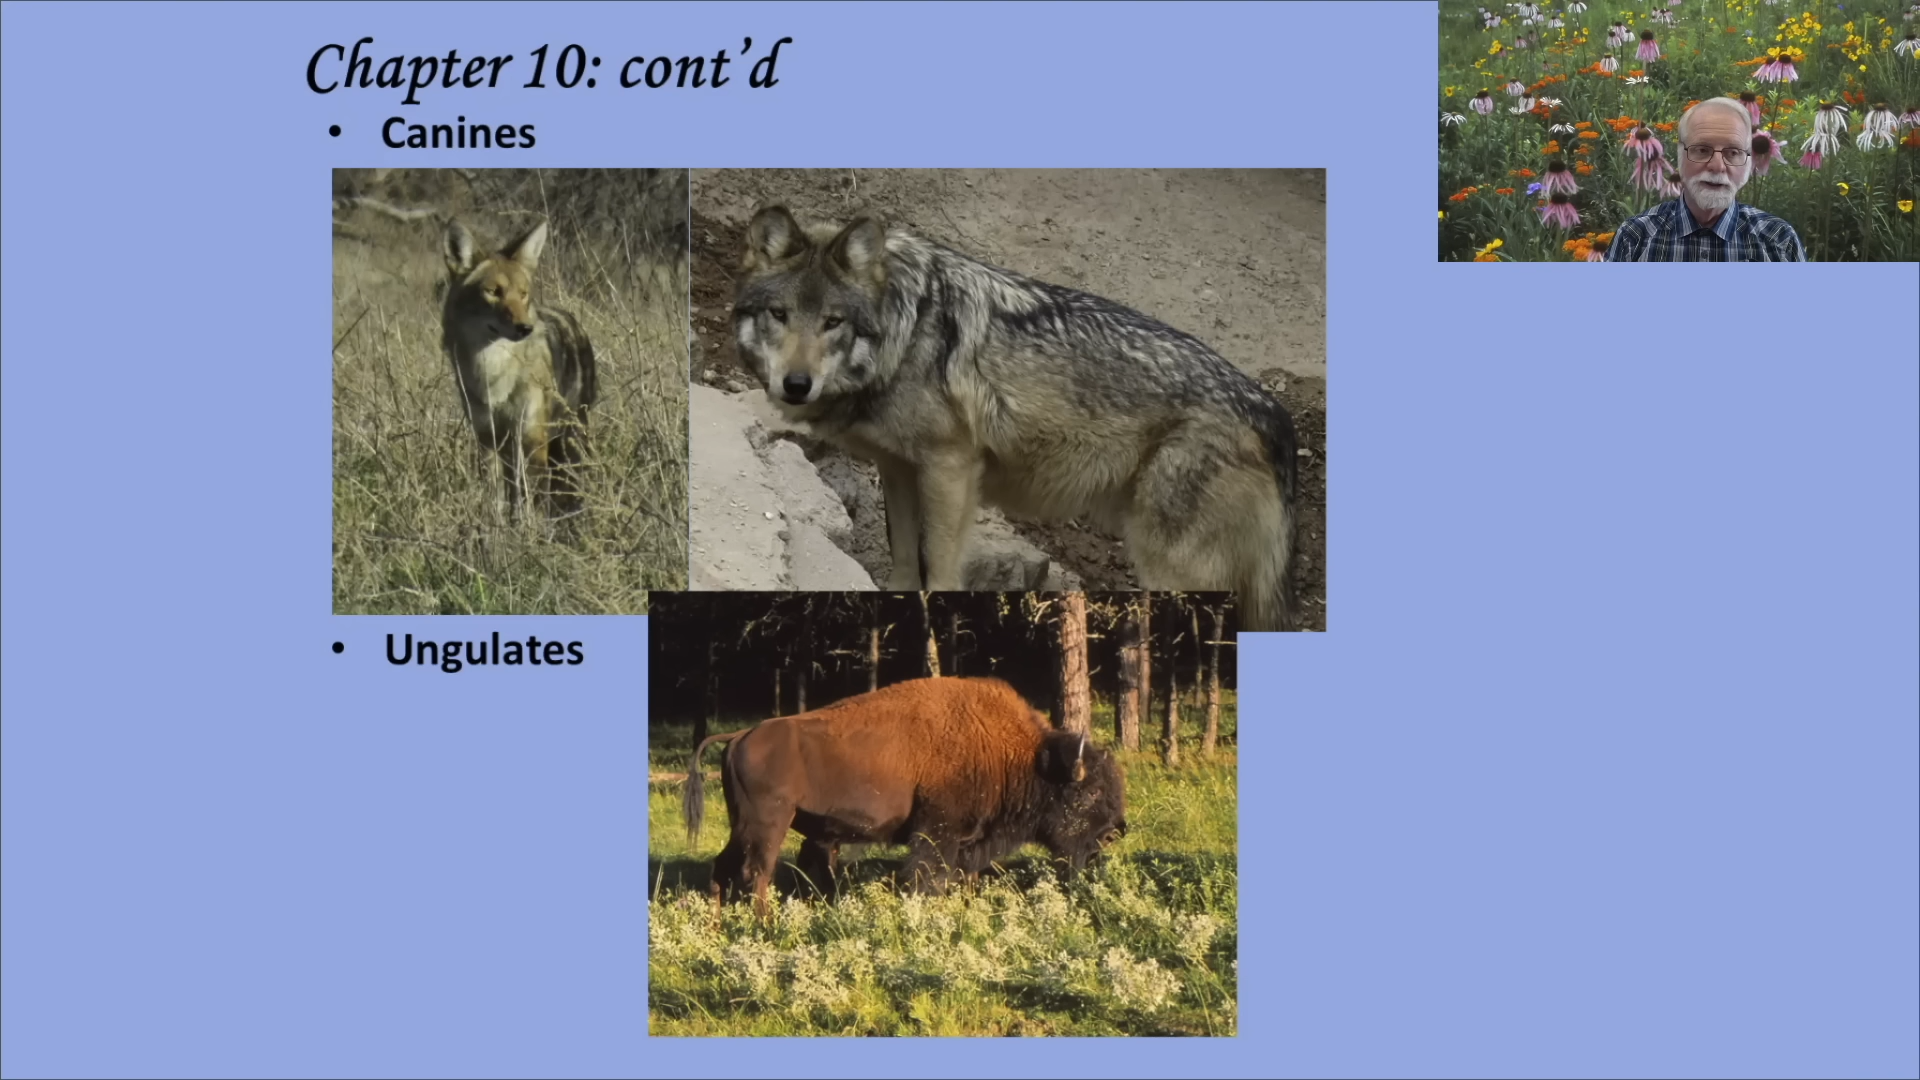 Chapter 10: cont’d
• Canines
• Ungulates